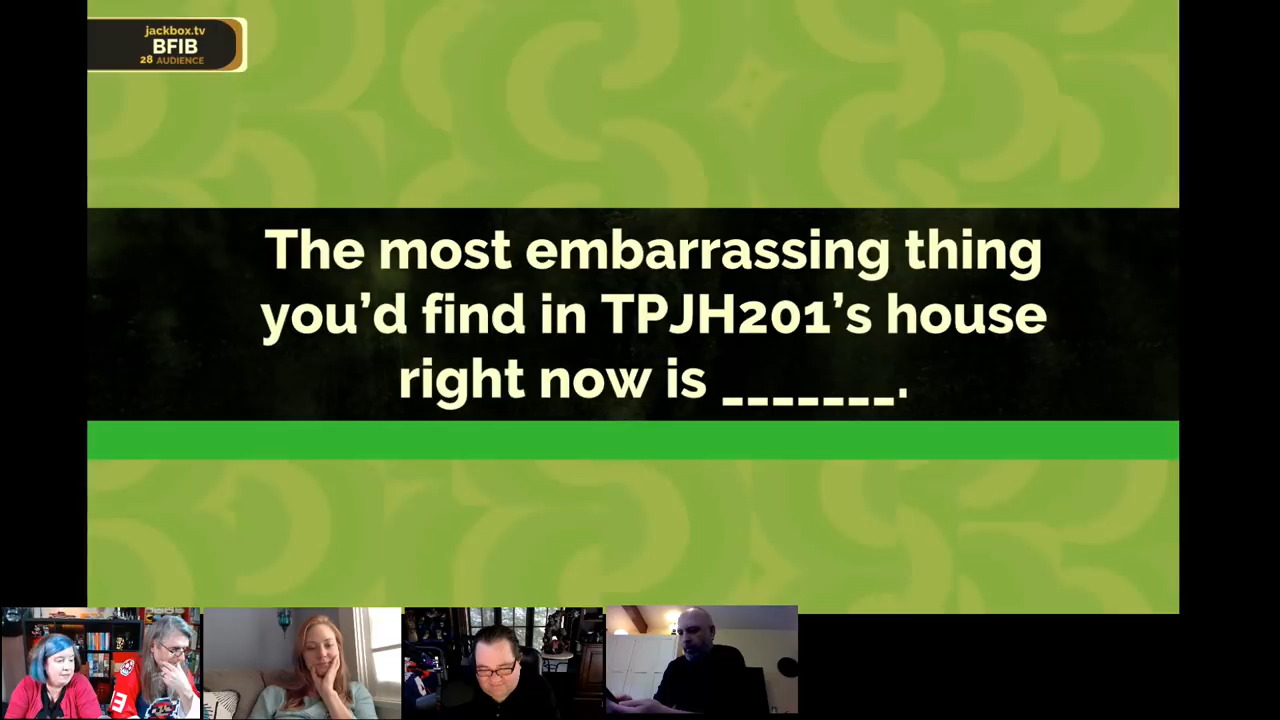 jackbox.tv
BFIB
28 AUDIENCE
The most embarrassing thing
you’d find in TPJH201’s house
right now is _______.